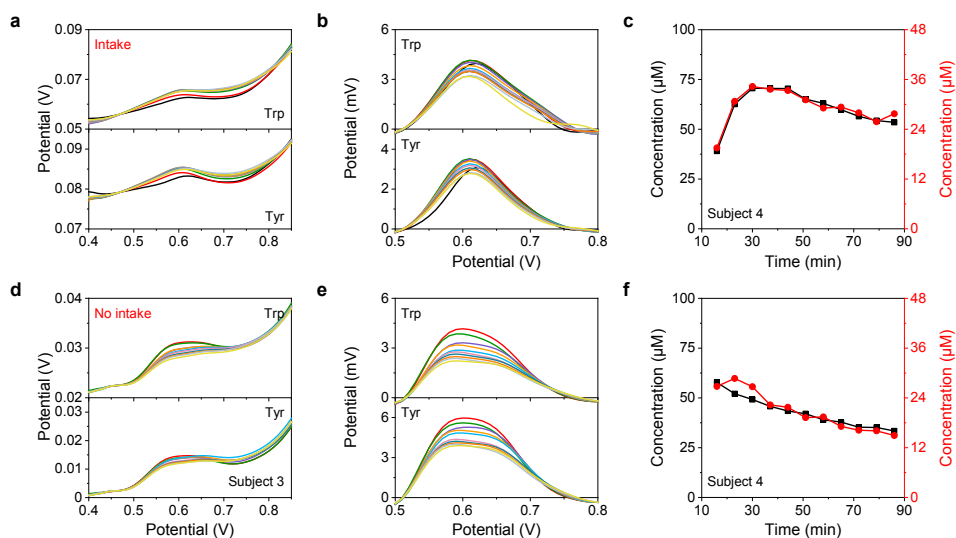 a
Intake
Potential (V)
0.09
0.07
0.05
Trp
0.09
0.08
0.07
Tyr
0.4 0.5 0.6 0.7 0.8
Potential (V)
b
Potential (mV)
6
3
0
Trp
4
2
0
Tyr
0.5 0.6 0.7 0.8
Potential (V)
c
Concentration (μM)
100
75
50
25
0
Subject 4
10 30 50 70 90
Time (min)
48
36
24
12
0
Concentration (μM)
d
No intake
Potential (V)
0.04
0.03
0.02
Trp
0.03
0.02
0.01
0
Tyr
Subject 3
0.4 0.5 0.6 0.7 0.8
Potential (V)
e
Potential (mV)
6
3
0
Trp
6
3
0
Tyr
0.5 0.6 0.7 0.8
Potential (V)
f
Concentration (μM)
100
75
50
25
0
Subject 4
10 30 50 70 90
Time (min)
48
36
24
12
0
Concentration (μM)